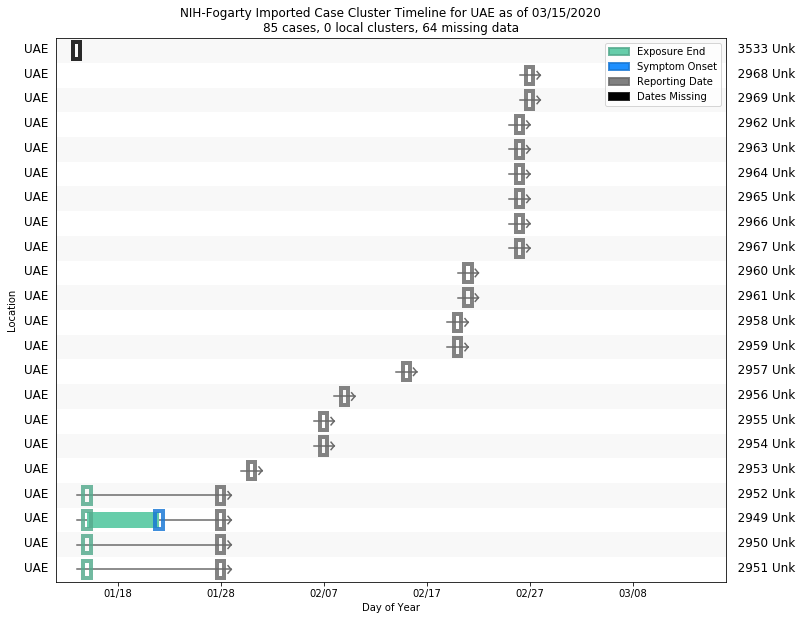 NIH-Fogarty Imported Case Cluster Timeline for UAE as of 03/15/2020
85 cases, 0 local clusters, 64 missing data
Exposure End
Symptom Onset
Reporting Date
Dates Missing
UAE 3533 Unk
UAE 2968 Unk
UAE 2969 Unk
UAE 2962 Unk
UAE 2963 Unk
UAE 2964 Unk
UAE 2965 Unk
UAE 2966 Unk
UAE 2967 Unk
UAE 2960 Unk
UAE 2961 Unk
UAE 2958 Unk
UAE 2959 Unk
UAE 2957 Unk
UAE 2956 Unk
UAE 2955 Unk
UAE 2954 Unk
UAE 2953 Unk
UAE 2952 Unk
UAE 2949 Unk
UAE 2950 Unk
UAE 2951 Unk
Location
01/18 01/28 02/07 02/17 02/27 03/08
Day of Year